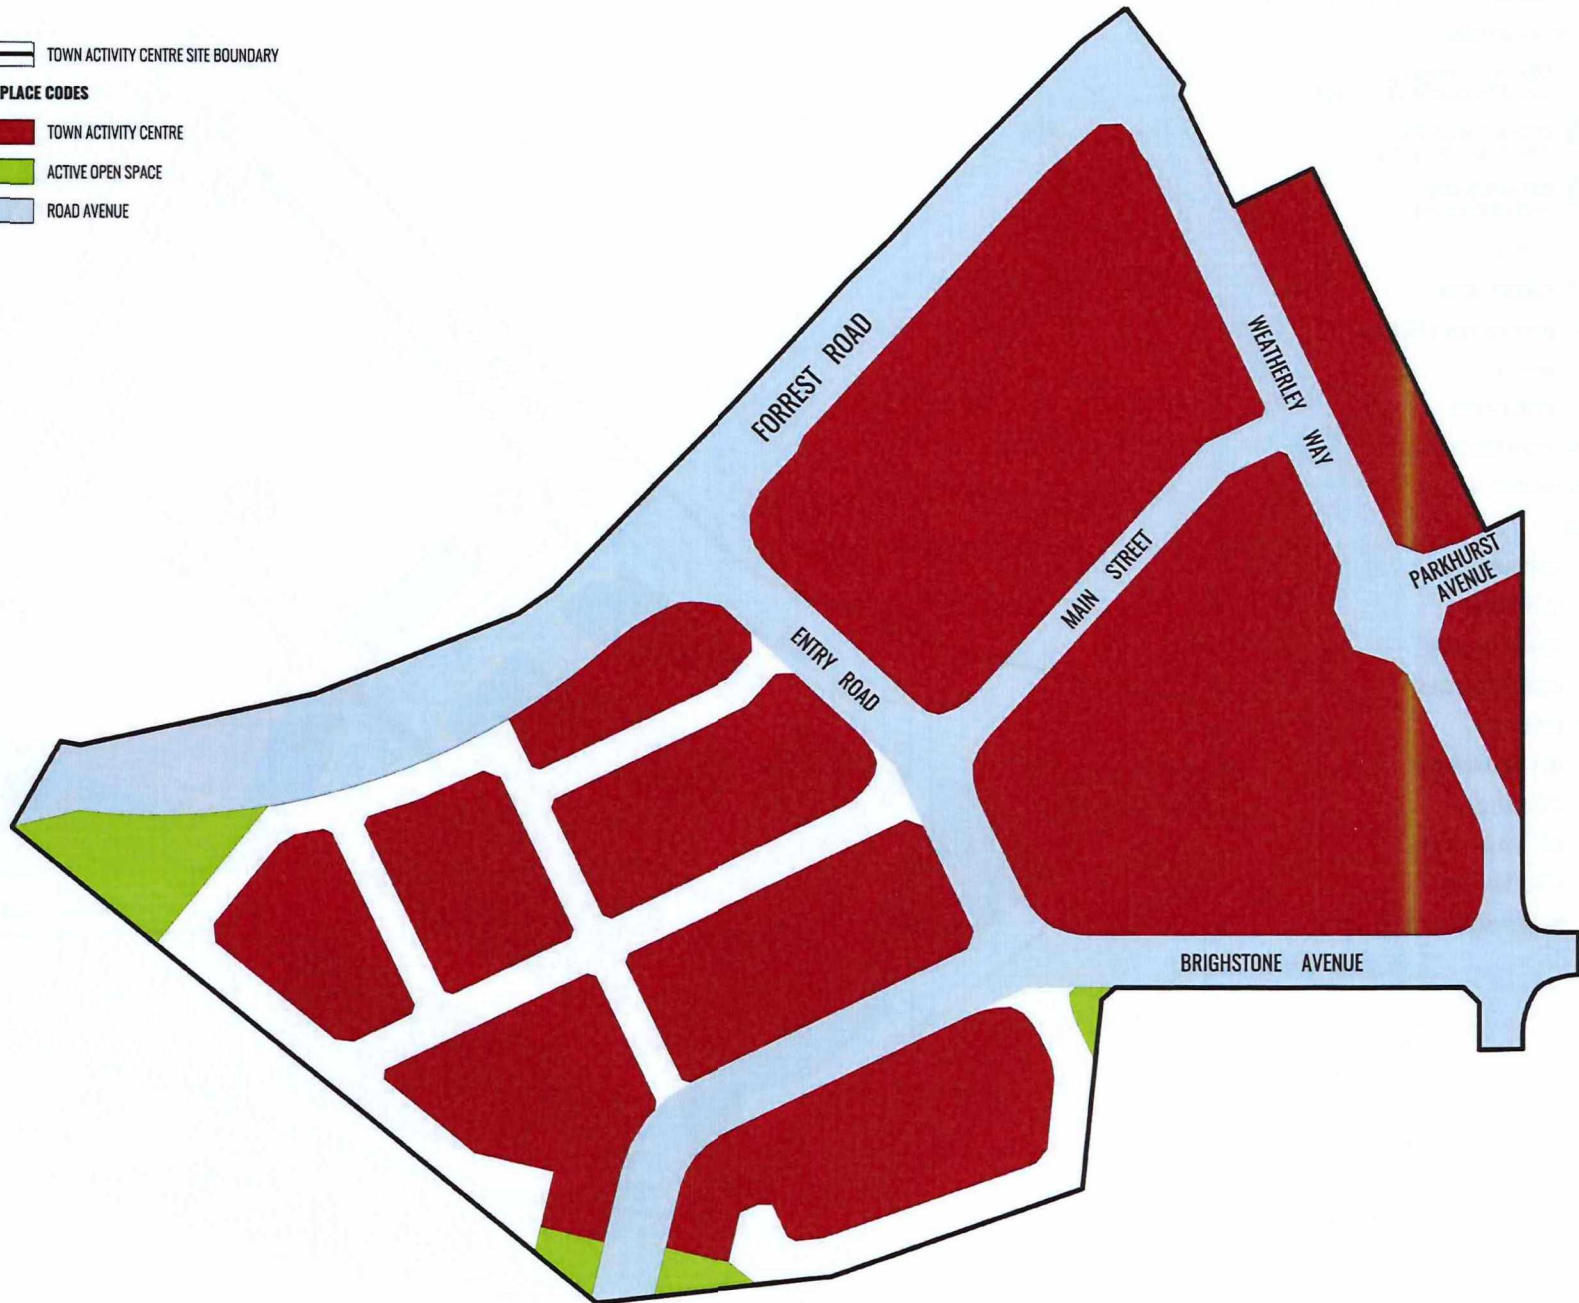 TOWN ACTIVITY CENTRE SITE BOUNDARY
PLACE CODES
TOWN ACTIVITY CENTRE
ACTIVE OPEN SPACE
ROAD AVENUE
FORREST ROAD
WEATHERLEY WAY
MAIN STREET
PARKHURST
AVENUE
ENTRY ROAD
BRIGHSTONE AVENUE